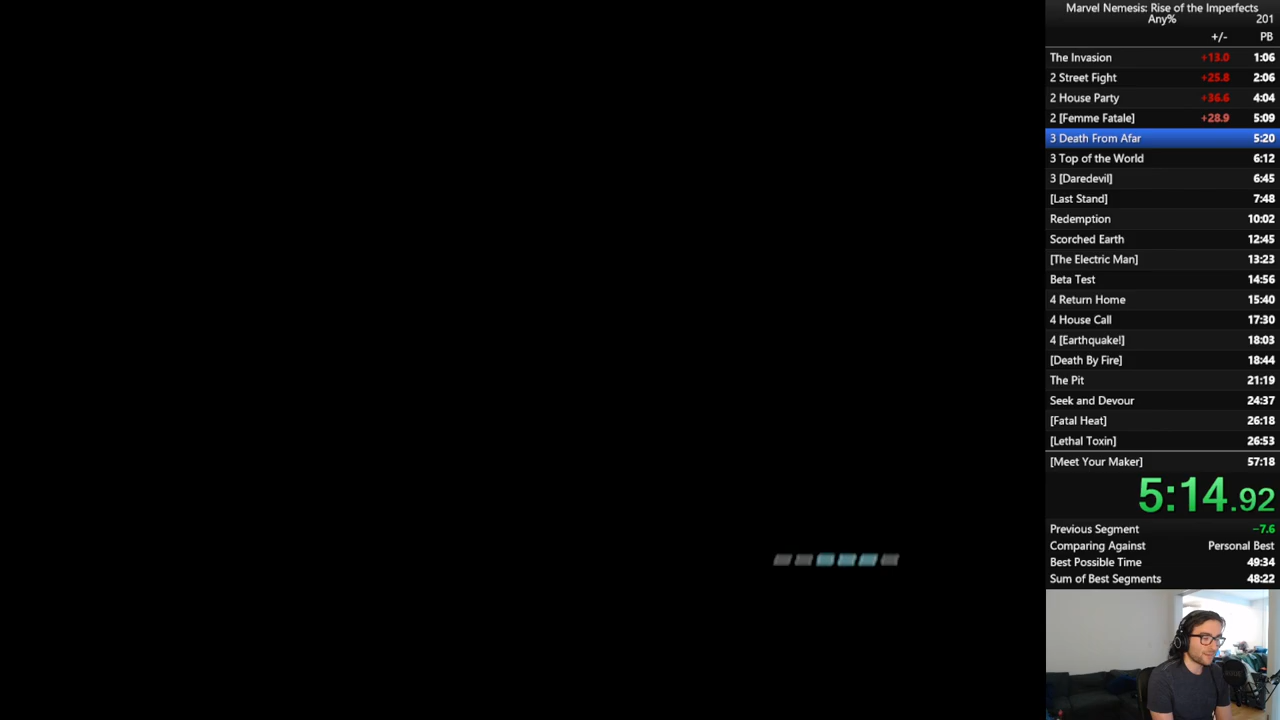 Marvel Nemesis: Rise of the Imperfects
Any% 201
+/- PB
The Invasion +13.0 1:06
2 Street Fight +25.8 2:06
2 House Party +36.6 4:04
2 [Femme Fatale] +28.9 5:09
3 Death From Afar 5:20
3 Top of the World 6:12
3 [Daredevil] 6:45
[Last Stand] 7:48
Redemption 10:02
Scorched Earth 12:45
[The Electric Man] 13:23
Beta Test 14:56
4 Return Home 15:40
4 House Call 17:30
4 [Earthquake!] 18:03
[Death By Fire] 18:44
The Pit 21:19
Seek and Devour 24:37
[Fatal Heat] 26:18
[Lethal Toxin] 26:53
[Meet Your Maker] 57:18
5:14.92
Previous Segment −7.6
Comparing Against Personal Best
Best Possible Time 49:34
Sum of Best Segments 48:22